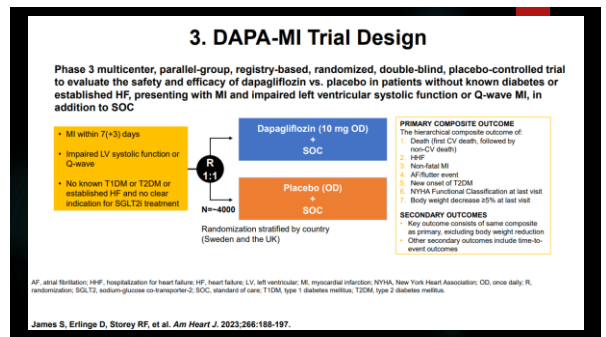 3. DAPA-MI Trial Design
Phase 3 multicenter, parallel-group, registry-based, randomized, double-blind, placebo-controlled trial
to evaluate the safety and efficacy of dapagliflozin vs. placebo in patients without known diabetes or
established HF, presenting with MI and impaired left ventricular systolic function or Q-wave MI, in
addition to SOC
• MI within 7(+3) days
• Impaired LV systolic function or
Q-wave
• No known T1DM or T2DM or
established HF and no clear
indication for SGLT2i treatment
R
1:1
N=~4000
Dapagliflozin (10 mg OD)
+
SOC
Placebo (OD)
+
SOC
Randomization stratified by country
(Sweden and the UK)
PRIMARY COMPOSITE OUTCOME
The hierarchical composite outcome of:
1. Death (first CV death, followed by
non-CV death)
2. HHF
3. Non-fatal MI
4. AF/flutter event
5. New onset of T2DM
6. NYHA Functional Classification at last visit
7. Body weight decrease ≥5% at last visit
SECONDARY OUTCOMES
• Key outcome consists of same composite
as primary, excluding body weight reduction
• Other secondary outcomes include time-to-
event outcomes
AF, atrial fibrillation; HHF, hospitalization for heart failure; HF, heart failure; LV, left ventricular; MI, myocardial infarction; NYHA, New York Heart Association; OD, once daily; R,
randomization; SGLT2, sodium-glucose co-transporter-2; SOC, standard of care; T1DM, type 1 diabetes mellitus; T2DM, type 2 diabetes mellitus.
James S, Erlinge D, Storey RF, et al. Am Heart J. 2023;266:188-197.